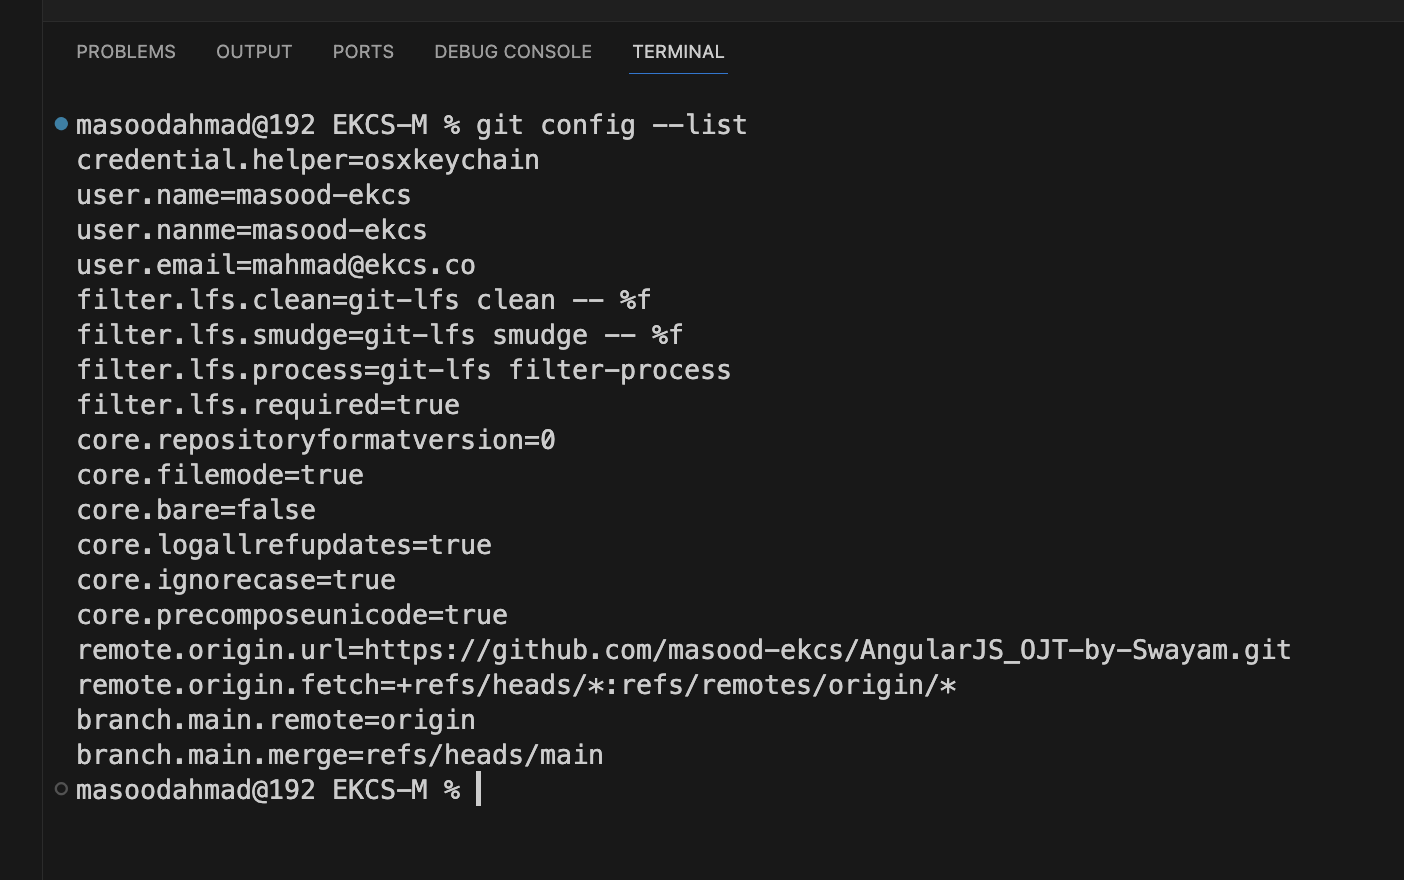 PROBLEMS OUTPUT PORTS DEBUG CONSOLE TERMINAL
masoodahmad@192 EKCS-M % git config --list
credential.helper=osxkeychain
user.name=masood-ekcs
user.nanme=masood-ekcs
user.email=mahmad@ekcs.co
filter.lfs.clean=git-lfs clean -- %f
filter.lfs.smudge=git-lfs smudge -- %f
filter.lfs.process=git-lfs filter-process
filter.lfs.required=true
core.repositoryformatversion=0
core.filemode=true
core.bare=false
core.logallrefupdates=true
core.ignorecase=true
core.precomposeunicode=true
remote.origin.url=https://github.com/masood-ekcs/AngularJS_OJT-by-Swayam.git
remote.origin.fetch=+refs/heads/*:refs/remotes/origin/*
branch.main.remote=origin
branch.main.merge=refs/heads/main
masoodahmad@192 EKCS-M %